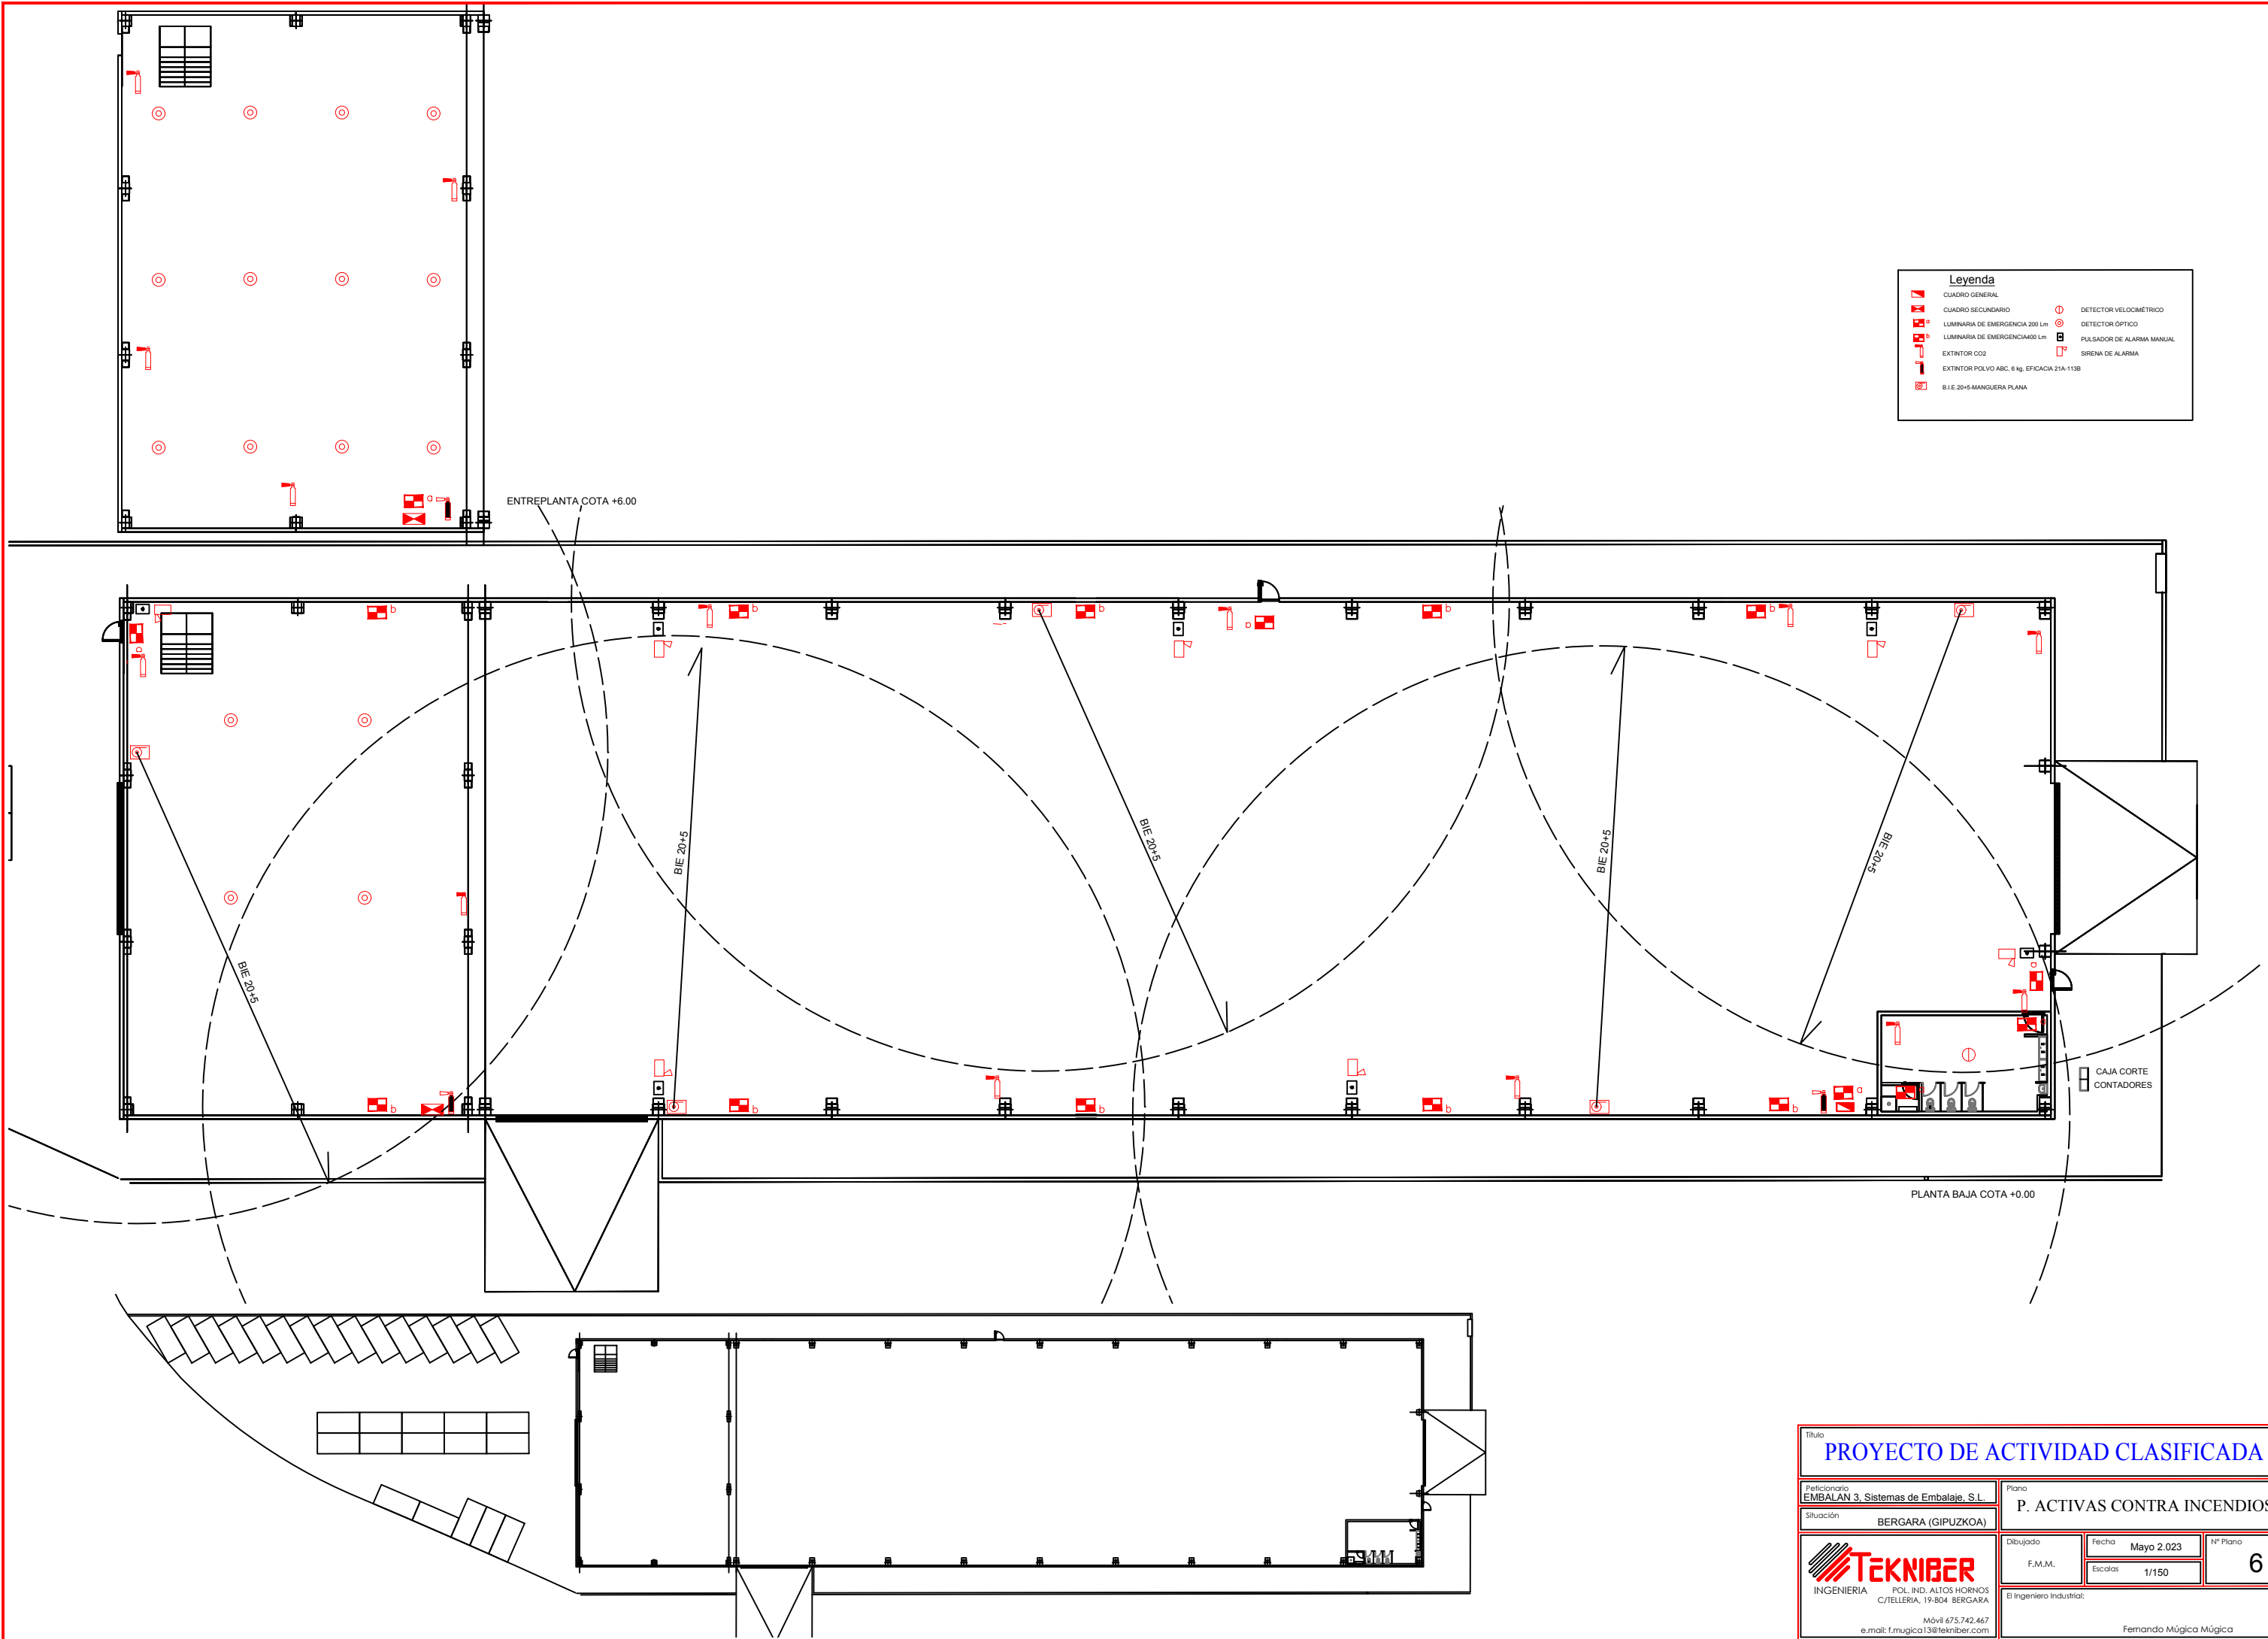 Leyenda
CUADRO GENERAL
CUADRO SECUNDARIO
DETECTOR VELOCIMÉTRICO
a
LUMINARIA DE EMERGENCIA 200 Lm
DETECTOR ÓPTICO
b
LUMINARIA DE EMERGENCIA400 Lm
PULSADOR DE ALARMA MANUAL
EXTINTOR CO2
SIRENA DE ALARMA
EXTINTOR POLVO ABC, 6 kg, EFICACIA 21A-113B
B.I.E.20+5-MANGUERA PLANA
a
ENTREPLANTA COTA +6.00
b
b
b
a
b
b
a
BIE 20+5
BIE 20+5
BIE 20+5
BIE 20+5
BIE 20+5
BIE 20+5
a
CAJA CORTE
CONTADORES
a
b
b
b
b
b
PLANTA BAJA COTA +0.00
Título
PROYECTO DE ACTIVIDAD CLASIFICADA
Peticionario
EMBALAN 3, Sistemas de Embalaje, S.L.
Plano
P. ACTIVAS CONTRA INCENDIOS
Situación
BERGARA (GIPUZKOA)
Dibujado
F.M.M.
Fecha
Mayo 2.023
Nº Plano
6
Escalas
1/150
TEKNIBER
INGENIERIA
POL. IND. ALTOS HORNOS
C/TELLERIA, 19-B04 BERGARA
Móvil 675.742.467
e.mail: f.mugica13@tekniber.com
El Ingeniero Industrial:
Fernando Múgica Múgica